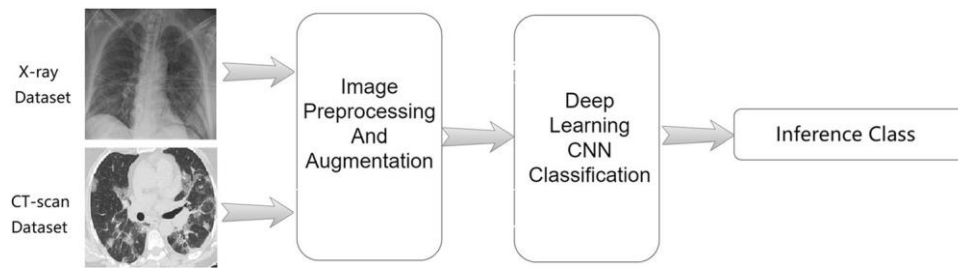 X-ray
Dataset
CT-scan
Dataset
Image
Preprocessing
And
Augmentation
Deep
Learning
CNN
Classification
Inference Class